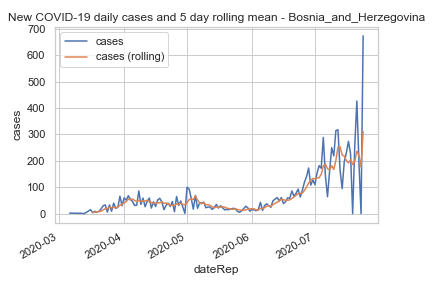 New COVID-19 daily cases and 5 day rolling mean - Bosnia_and_Herzegovina
cases
cases (rolling)
700
600
500
400
300
200
100
0
cases
2020-03
2020-04
2020-05
2020-06
2020-07
dateRep